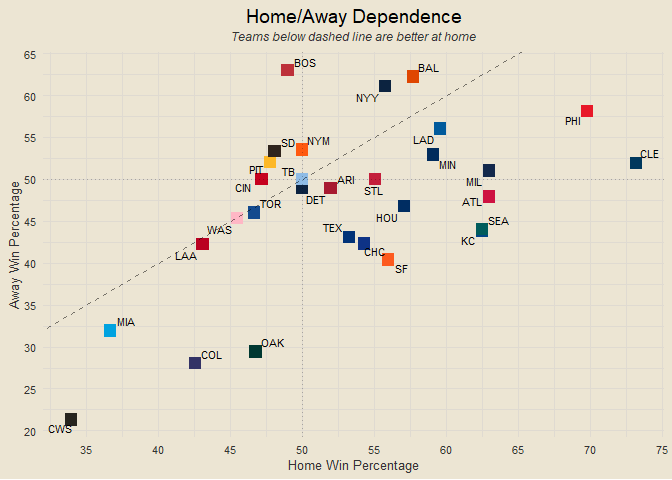 Home/Away Dependence
Teams below dashed line are better at home
65
60
55
50
45
40
35
30
25
20
Away Win Percentage
BOS
BAL
NYY
PHI
LAD
CLE
MIN
SD
NYM
PIT
TB
CIN
ARI
DET
STL
MIL
ATL
TOR
HOU
WAS
SEA
KC
TEX
LAA
CHC
SF
MIA
OAK
COL
CWS
35
40
45
50
55
60
65
70
75
Home Win Percentage